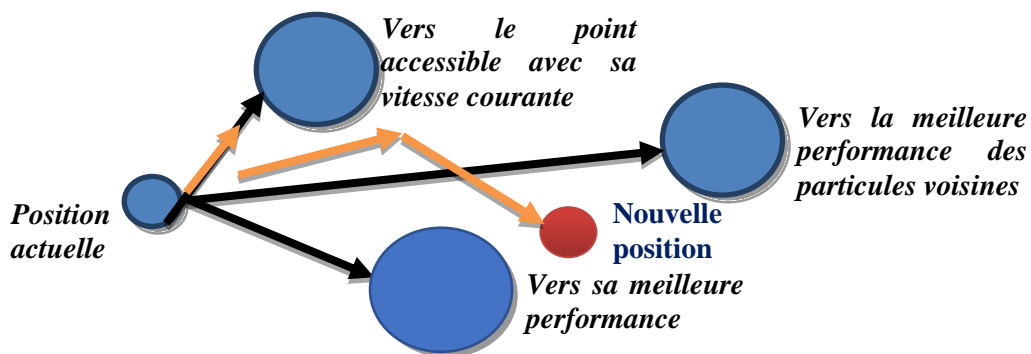 Vers le point
accessible avec sa
vitesse courante
Vers la meilleure
performance des
particules voisines
Position
actuelle
Nouvelle
position
Vers sa meilleure
performance